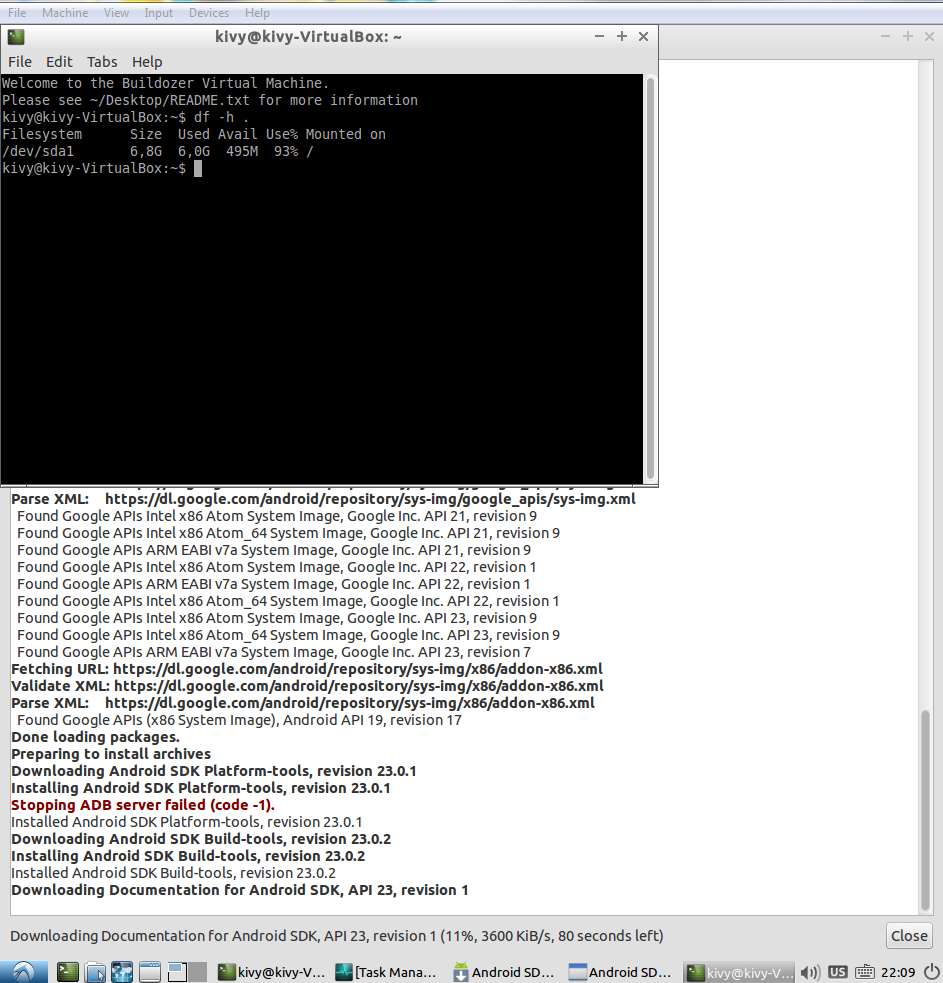 File Machine View Input Devices Help
kivy@kivy-VirtualBox: ~
File Edit Tabs Help
Welcome to the Buildozer Virtual Machine.
Please see ~/Desktop/README.txt for more information
kivy@kivy-VirtualBox:~$ df -h .
Filesystem Size Used Avail Use% Mounted on
/dev/sda1 6,8G 6,0G 495M 93% /
kivy@kivy-VirtualBox:~$
Parse XML: https://dl.google.com/android/repository/sys-img/google_apis/sys-img.xml
Found Google APIs Intel x86 Atom System Image, Google Inc. API 21, revision 9
Found Google APIs Intel x86 Atom_64 System Image, Google Inc. API 21, revision 9
Found Google APIs ARM EABI v7a System Image, Google Inc. API 21, revision 9
Found Google APIs Intel x86 Atom System Image, Google Inc. API 22, revision 1
Found Google APIs ARM EABI v7a System Image, Google Inc. API 22, revision 1
Found Google APIs Intel x86 Atom_64 System Image, Google Inc. API 22, revision 1
Found Google APIs Intel x86 Atom System Image, Google Inc. API 23, revision 9
Found Google APIs Intel x86 Atom_64 System Image, Google Inc. API 23, revision 9
Found Google APIs ARM EABI v7a System Image, Google Inc. API 23, revision 7
Fetching URL: https://dl.google.com/android/repository/sys-img/x86/addon-x86.xml
Validate XML: https://dl.google.com/android/repository/sys-img/x86/addon-x86.xml
Parse XML: https://dl.google.com/android/repository/sys-img/x86/addon-x86.xml
Found Google APIs (x86 System Image), Android API 19, revision 17
Done loading packages.
Preparing to install archives
Downloading Android SDK Platform-tools, revision 23.0.1
Installing Android SDK Platform-tools, revision 23.0.1
Stopping ADB server failed (code -1).
Installed Android SDK Platform-tools, revision 23.0.1
Downloading Android SDK Build-tools, revision 23.0.2
Installing Android SDK Build-tools, revision 23.0.2
Installed Android SDK Build-tools, revision 23.0.2
Downloading Documentation for Android SDK, API 23, revision 1
Downloading Documentation for Android SDK, API 23, revision 1 (11%, 3600 KiB/s, 80 seconds left) Close
kivy@kivy-V... [Task Mana... Android SD... Android SD... kivy@kivy-V... US 22:09